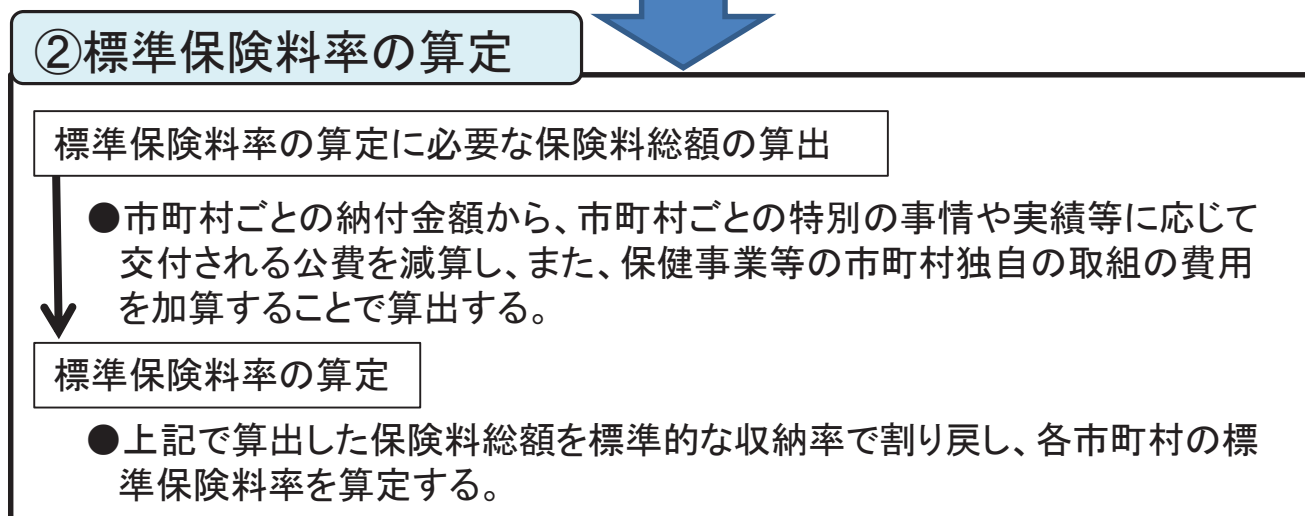 ②標準保険料率の算定
標準保険料率の算定に必要な保険料総額の算出
●市町村ごとの納付金額から、市町村ごとの特別の事情や実績等に応じて
交付される公費を減算し、また、保健事業等の市町村独自の取組の費用
を加算することで算出する。
標準保険料率の算定
●上記で算出した保険料総額を標準的な収納率で割り戻し、各市町村の標
準保険料率を算定する。